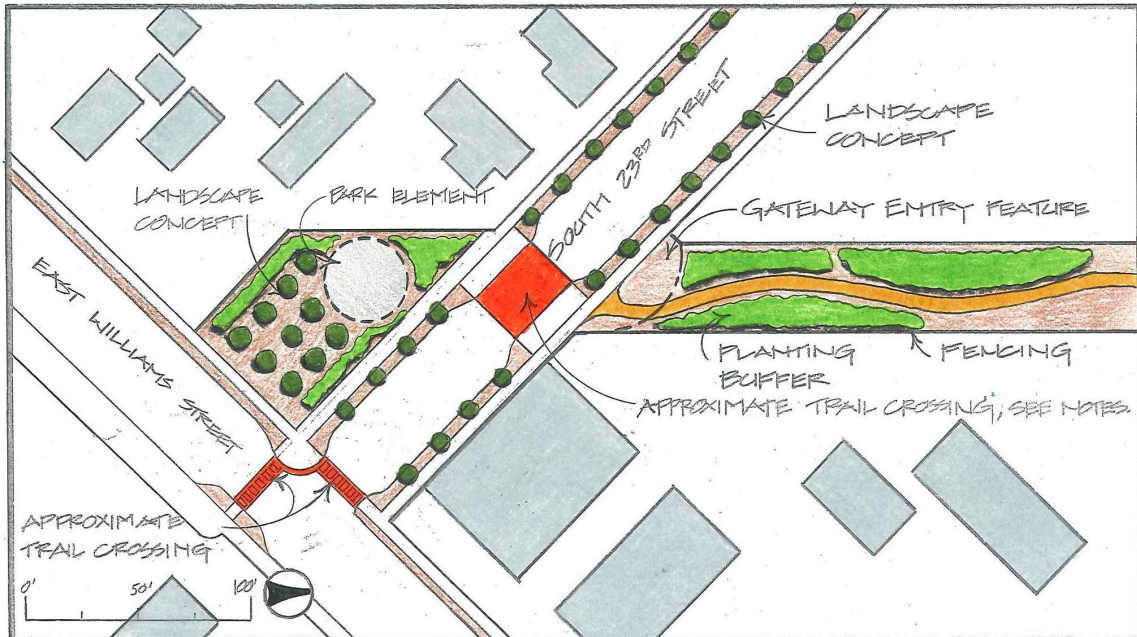 LANDSCAPE
CONCEPT
SOUTH 23RD STREET
LANDSCAPE
CONCEPT
PARK ELEMENT
GATEWAY ENTRY FEATURE
EAST WILLIAMS STREET
PLANTING
BUFFER
FENCING
APPROXIMATE TRAIL CROSSING, SEE NOTES.
APPROXIMATE
TRAIL CROSSING
0' 50' 100'